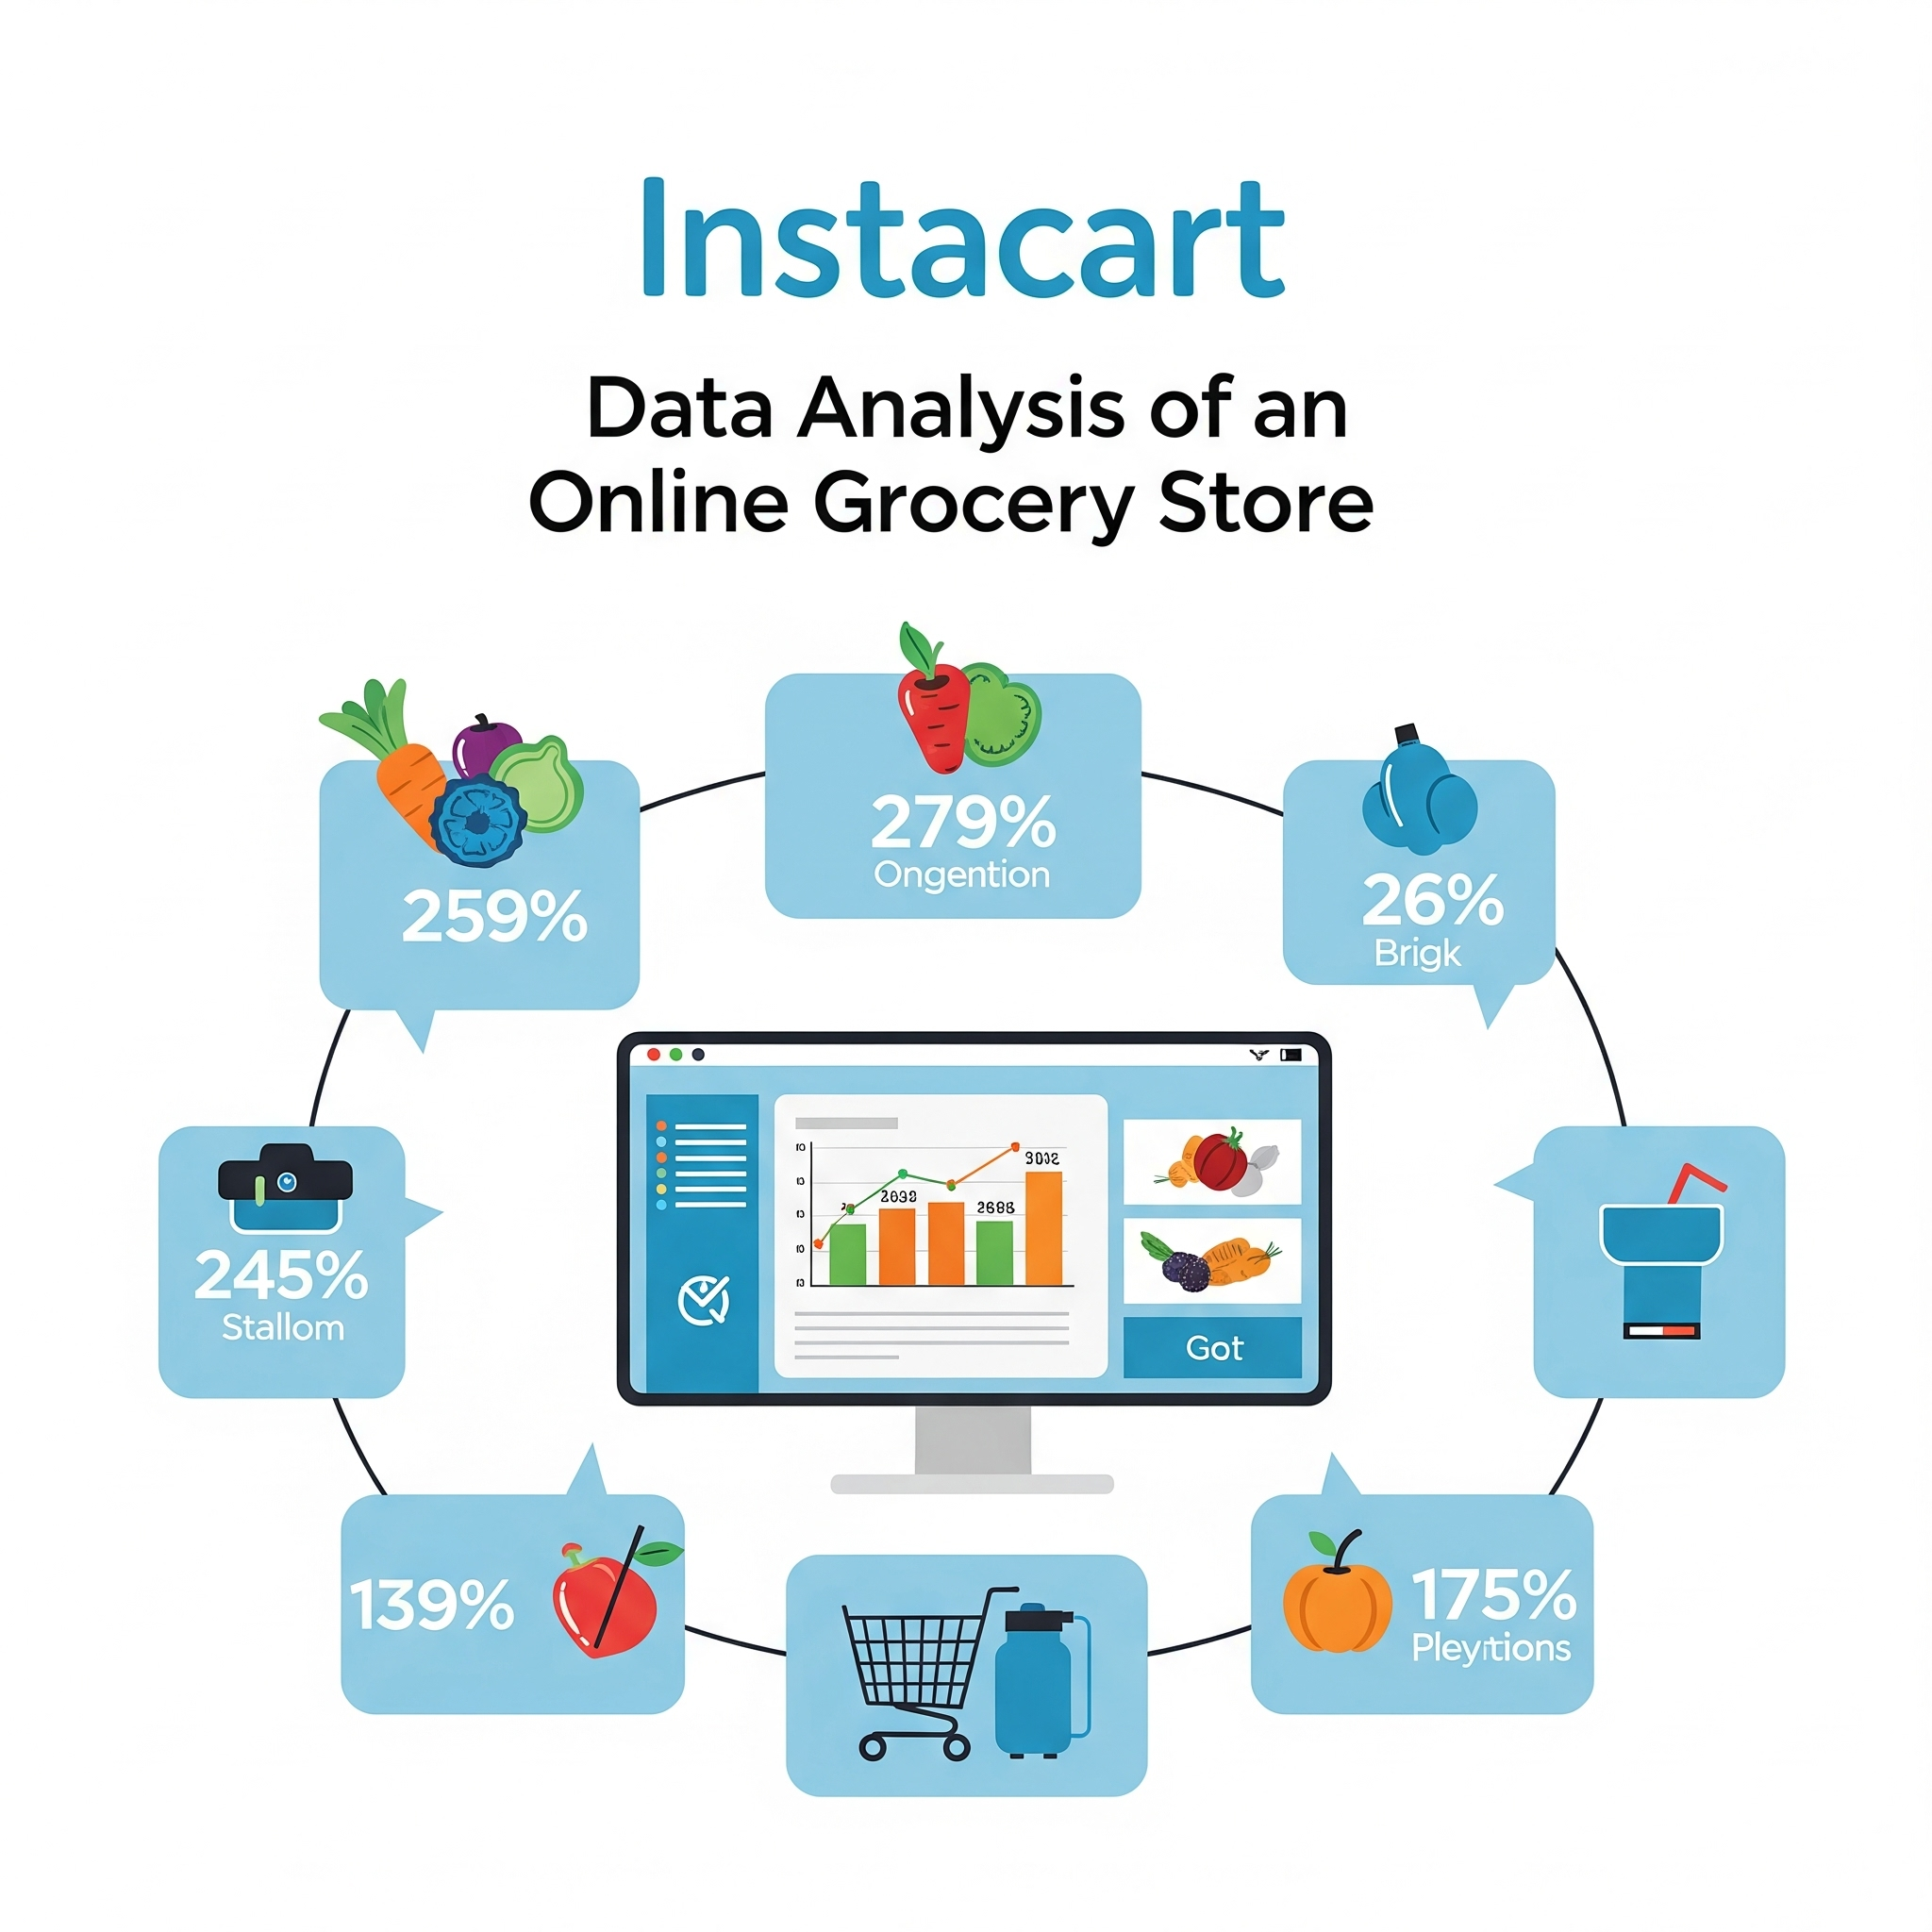 Instacart
Data Analysis of an
Online Grocery Store
279%
Ongention
259%
26%
Brigk
3002
2688
245%
Stallom
Got
139%
175%
Pleyttions